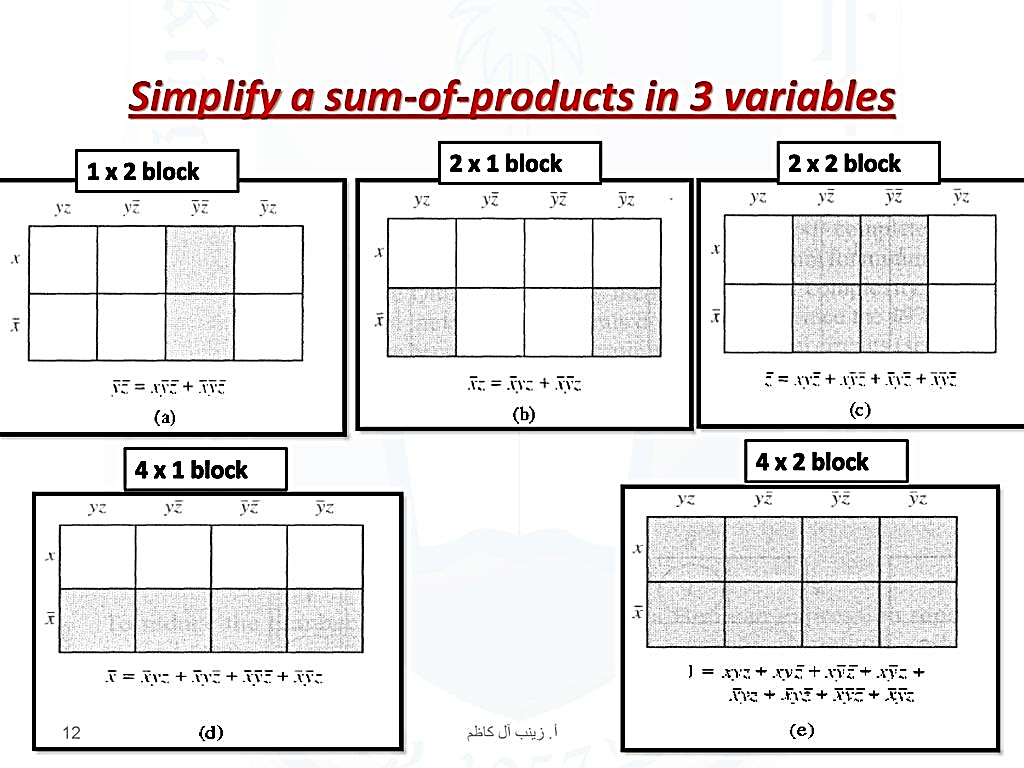 Simplify a sum-of-products in 3 variables
1 x 2 block
yz yz̄ ȳz̄ ȳz
x
x̄
ȳz̄ = xȳz̄ + x̄ȳz̄
(a)
2 x 1 block
yz yz̄ ȳz̄ ȳz
x
x̄
x̄z = x̄yz + x̄ȳz
(b)
2 x 2 block
yz yz̄ ȳz̄ ȳz
x
x̄
z̄ = xyz̄ + xȳz̄ + x̄yz̄ + x̄ȳz̄
(c)
4 x 1 block
yz yz̄ ȳz̄ ȳz
x
x̄
x̄ = x̄yz + x̄yz̄ + x̄ȳz̄ + x̄ȳz
(d)
4 x 2 block
yz yz̄ ȳz̄ ȳz
x
x̄
1 = xyz + xyz̄ + xȳz̄ + xȳz +
x̄yz + x̄yz̄ + x̄ȳz̄ + x̄ȳz
(e)
12
أ. زينب آل كاظم